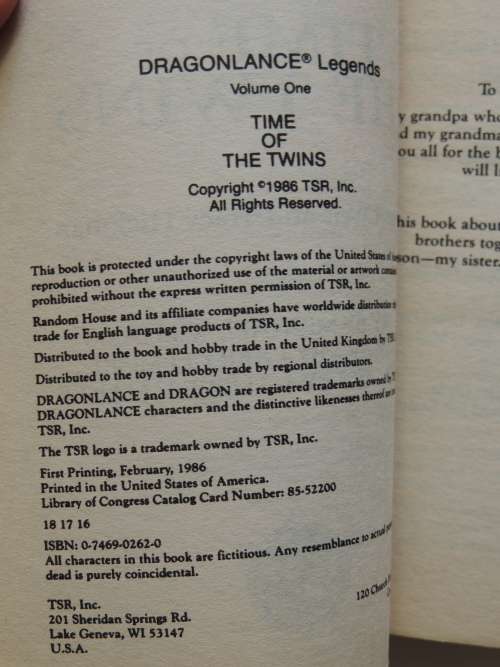 DRAGONLANCE® Legends
Volume One
TIME
OF
THE TWINS
Copyright ©1986 TSR, Inc.
All Rights Reserved.
This book is protected under the copyright laws of the United States of
reproduction or other unauthorized use of the material or artwork
prohibited without the express written permission of TSR, Inc.
Random House and its affiliate companies have worldwide distribution
trade for English language products of TSR, Inc.
Distributed to the book and hobby trade in the United Kingdom by
Distributed to the toy and hobby trade by regional distributors.
DRAGONLANCE and DRAGON are registered trademarks owned by
DRAGONLANCE characters and the distinctive likenesses thereof
TSR, Inc.
The TSR logo is a trademark owned by TSR, Inc.
First Printing, February, 1986
Printed in the United States of America.
Library of Congress Catalog Card Number: 85-52200
18 17 16
ISBN: 0-7469-0262-0
All characters in this book are fictitious. Any resemblance to actual
dead is purely coincidental.
TSR, Inc.
201 Sheridan Springs Rd.
Lake Geneva, WI 53147
U.S.A.
120 Church
To
y grandpa who
d my grandma
ou all for the
will
his book about
brothers tog
son—my sister.